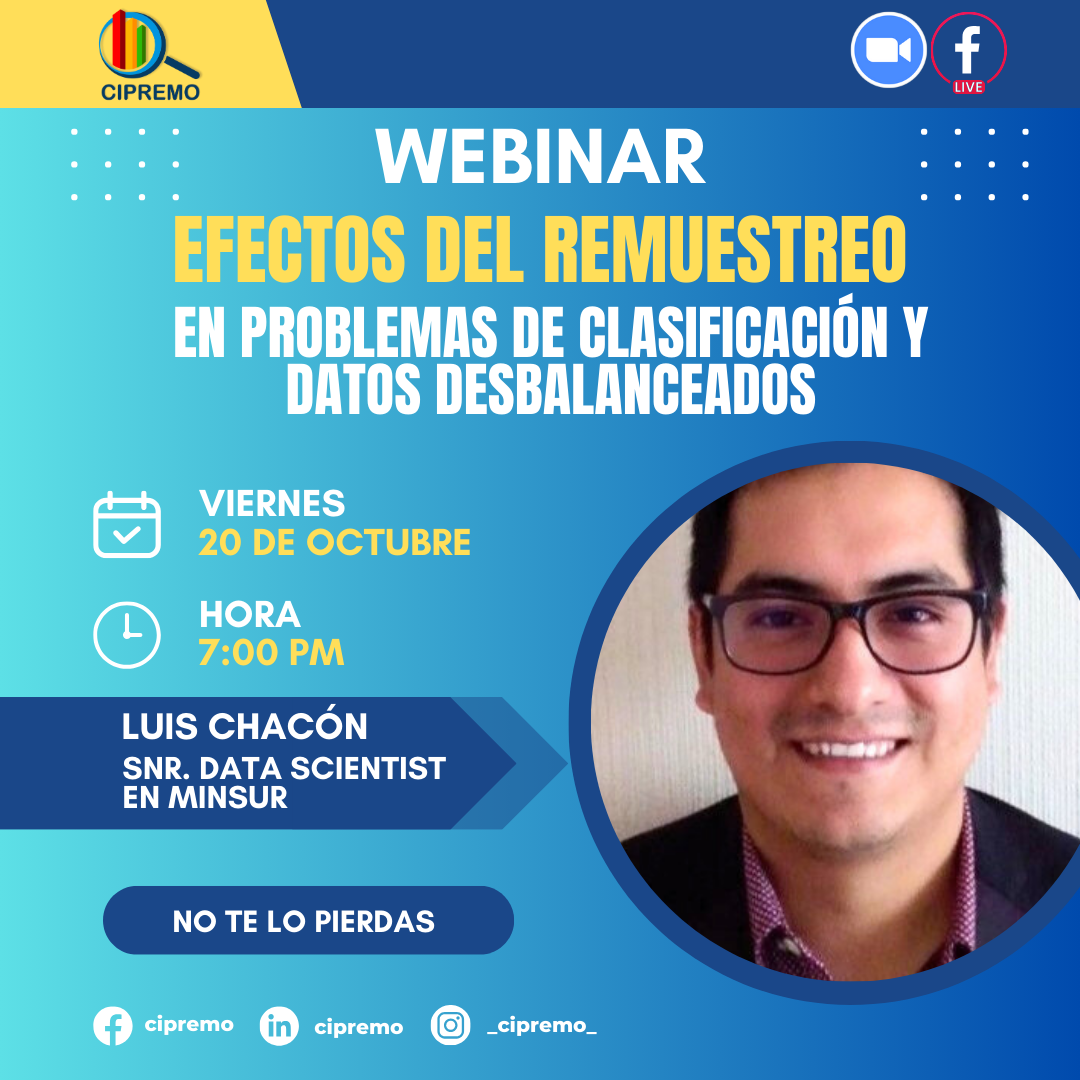 CIPREMO
LIVE
WEBINAR
EFECTOS DEL REMUESTREO
EN PROBLEMAS DE CLASIFICACIÓN Y
DATOS DESBALANCEADOS
VIERNES
20 DE OCTUBRE
HORA
7:00 PM
LUIS CHACÓN
SNR. DATA SCIENTIST
EN MINSUR
NO TE LO PIERDAS
cipremo
cipremo
_cipremo_